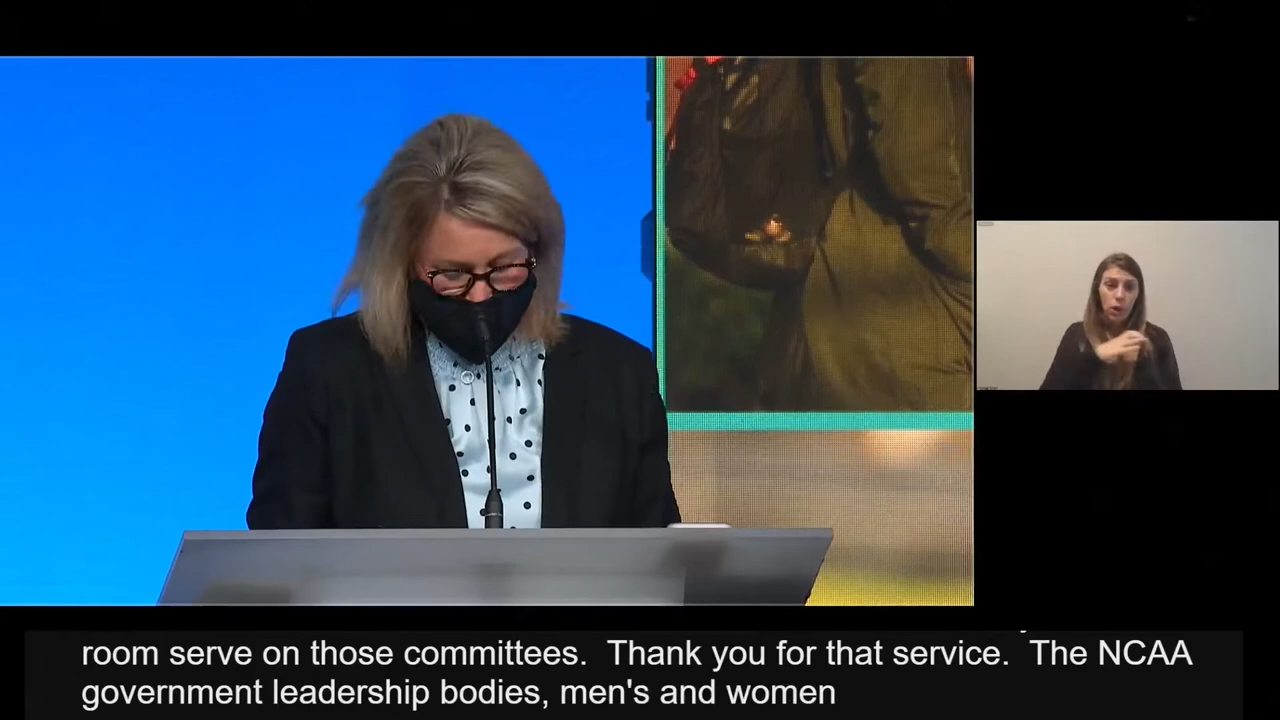 room serve on those committees.  Thank you for that service.  The NCAA
government leadership bodies, men's and women